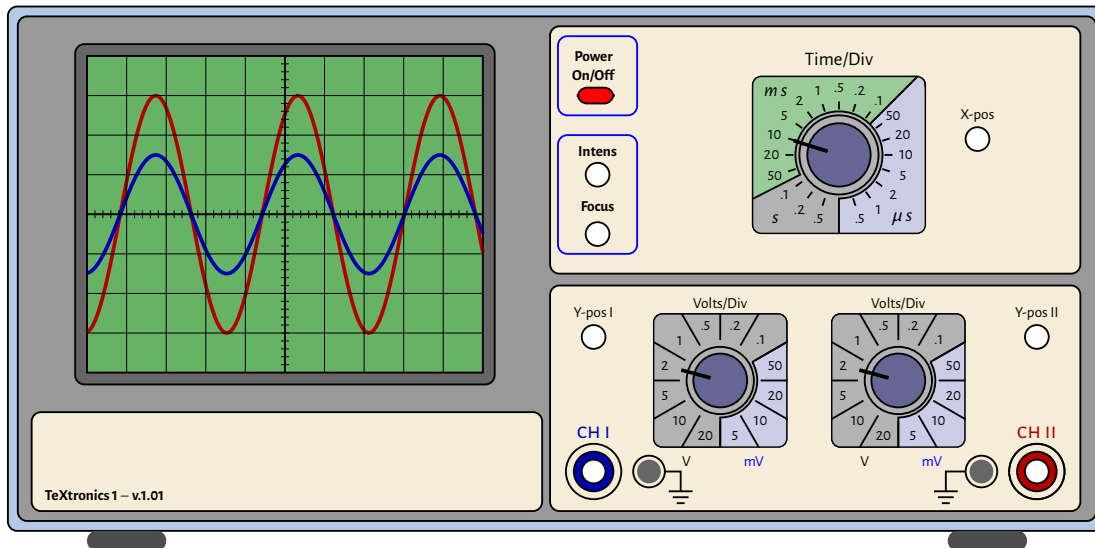 Power
On/Off
Intens
Focus
Time/Div
m s
.5
1
.2
2
.1
5
50
10
20
20
10
50
5
.1
2
.2
1
.5
.5
s
μ s
X-pos
Y-pos I
Volts/Div
.5
.2
1
.1
2
50
5
20
10
10
20
5
V
mV
CH I
Volts/Div
.5
.2
1
.1
2
50
5
20
10
10
20
5
V
mV
Y-pos II
CH II
TeXtronics 1 – v.1.01